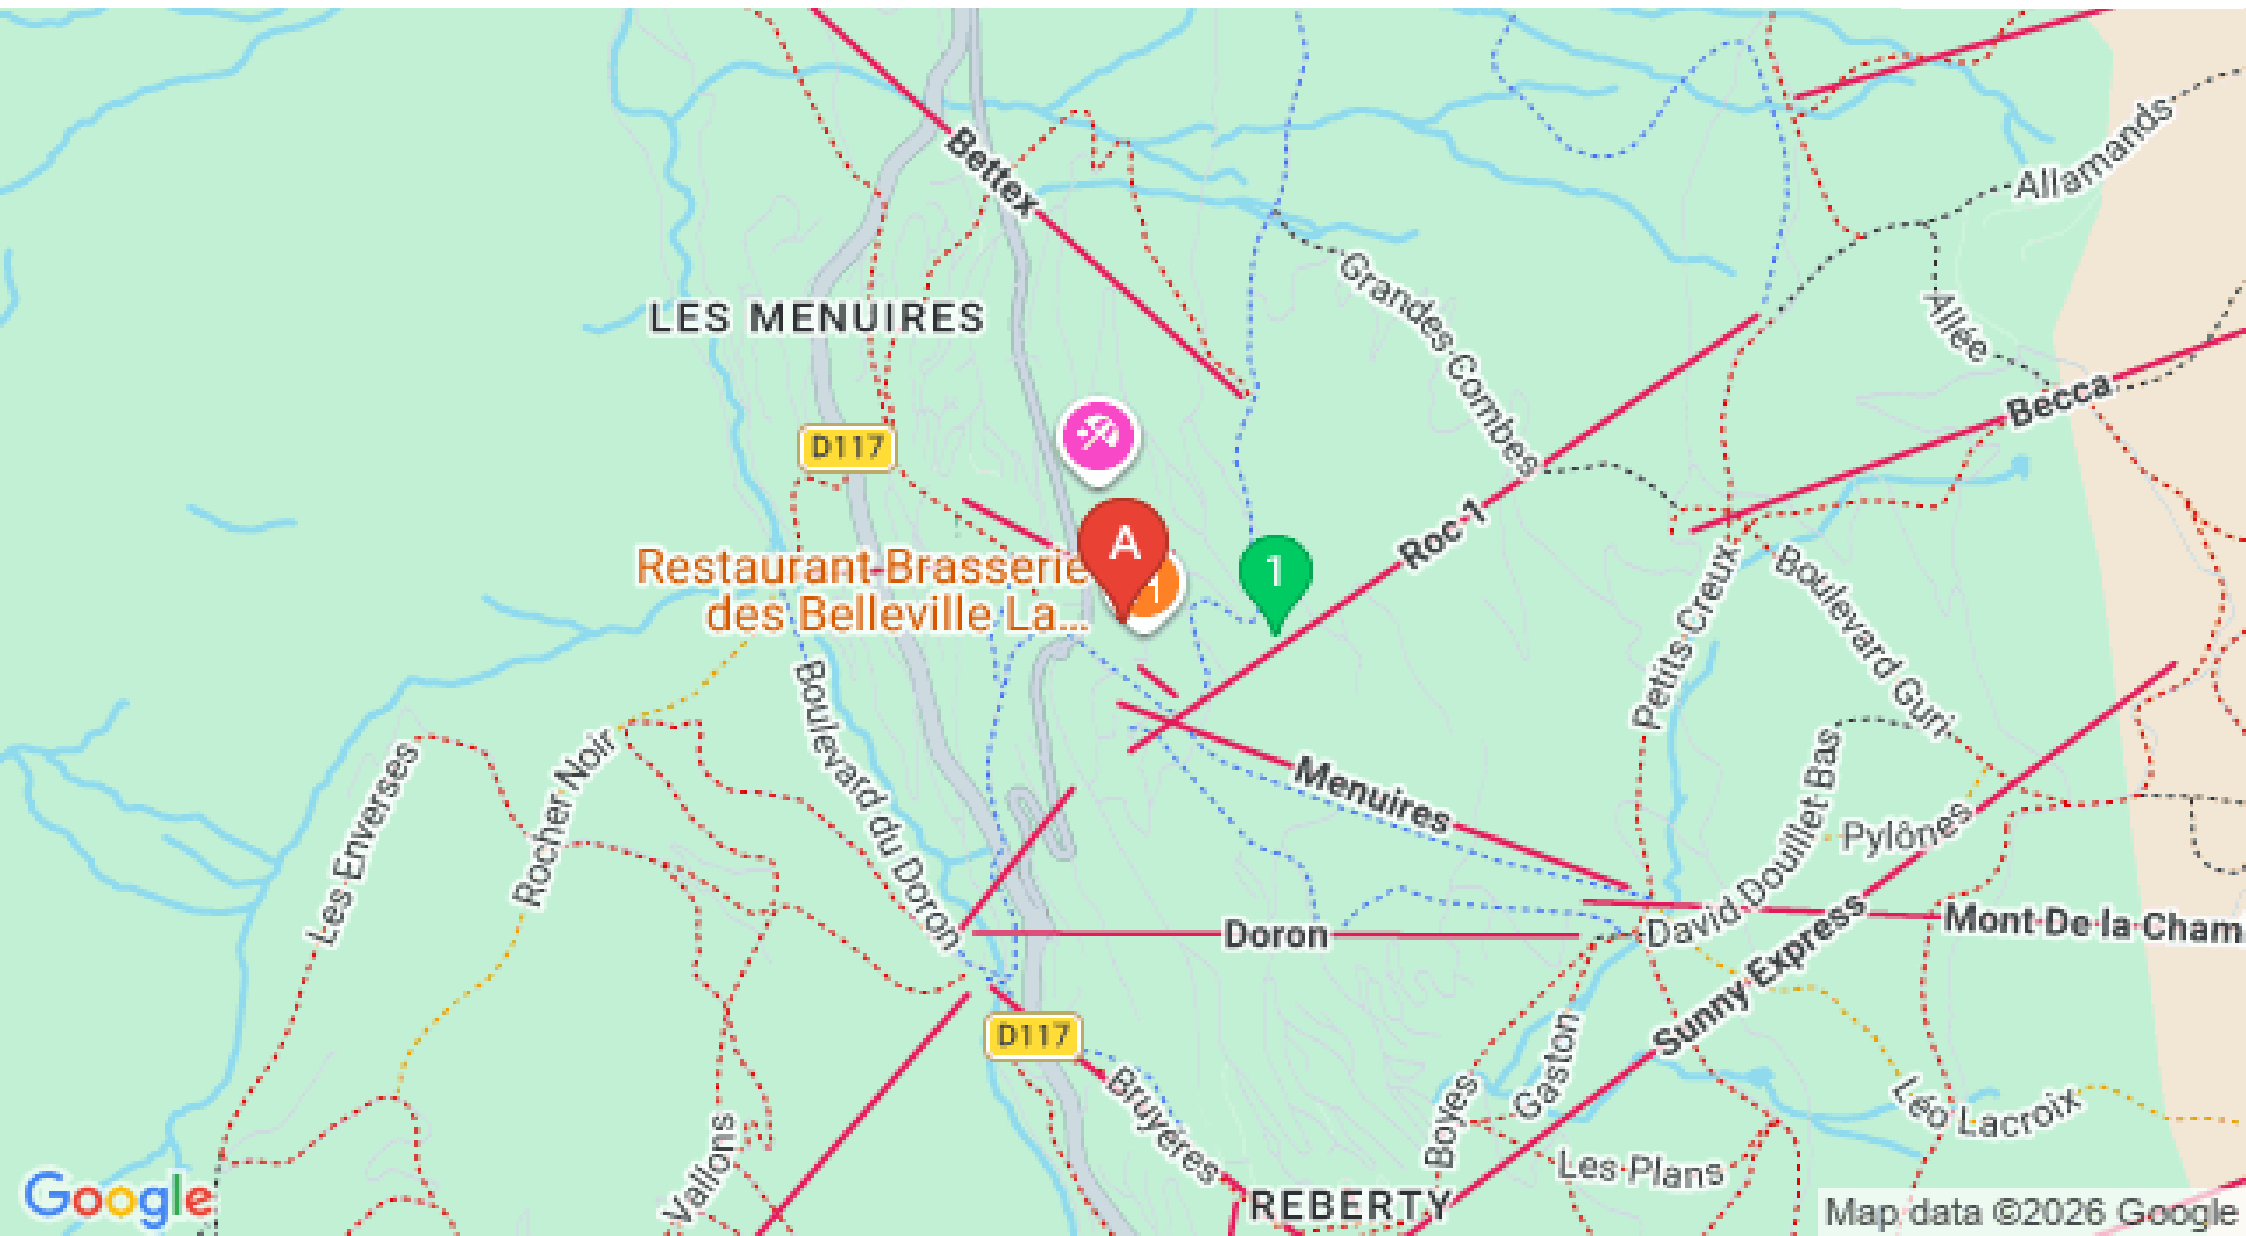 Bettex
Allamands
Grandes Combes
Allée
LES MENUIRES
Becca
D117
Roc 1
A
1
Restaurant Brasserie
des Belleville La...
Petits Creux
Boulevard Guri
Boulevard du Doron
Les Enverses
Rocher Noir
Menuires
David Douillet Bas
Pylônes
Doron
Mont De la Cham
Sunny Express
D117
Bruyéres
Gaston
Boyes
Léo Lacroix
Vallons
Les Plans
REBERTY
Google
Map data ©2026 Google